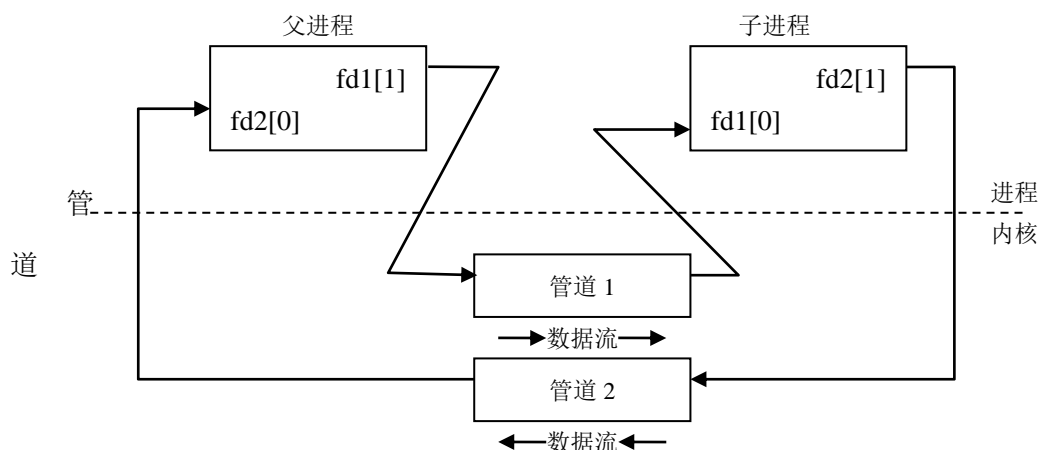 父进程
子进程
fd1[1]
fd2[0]
fd2[1]
fd1[0]
管
进程
内核
道
管道 1
数据流
管道 2
数据流